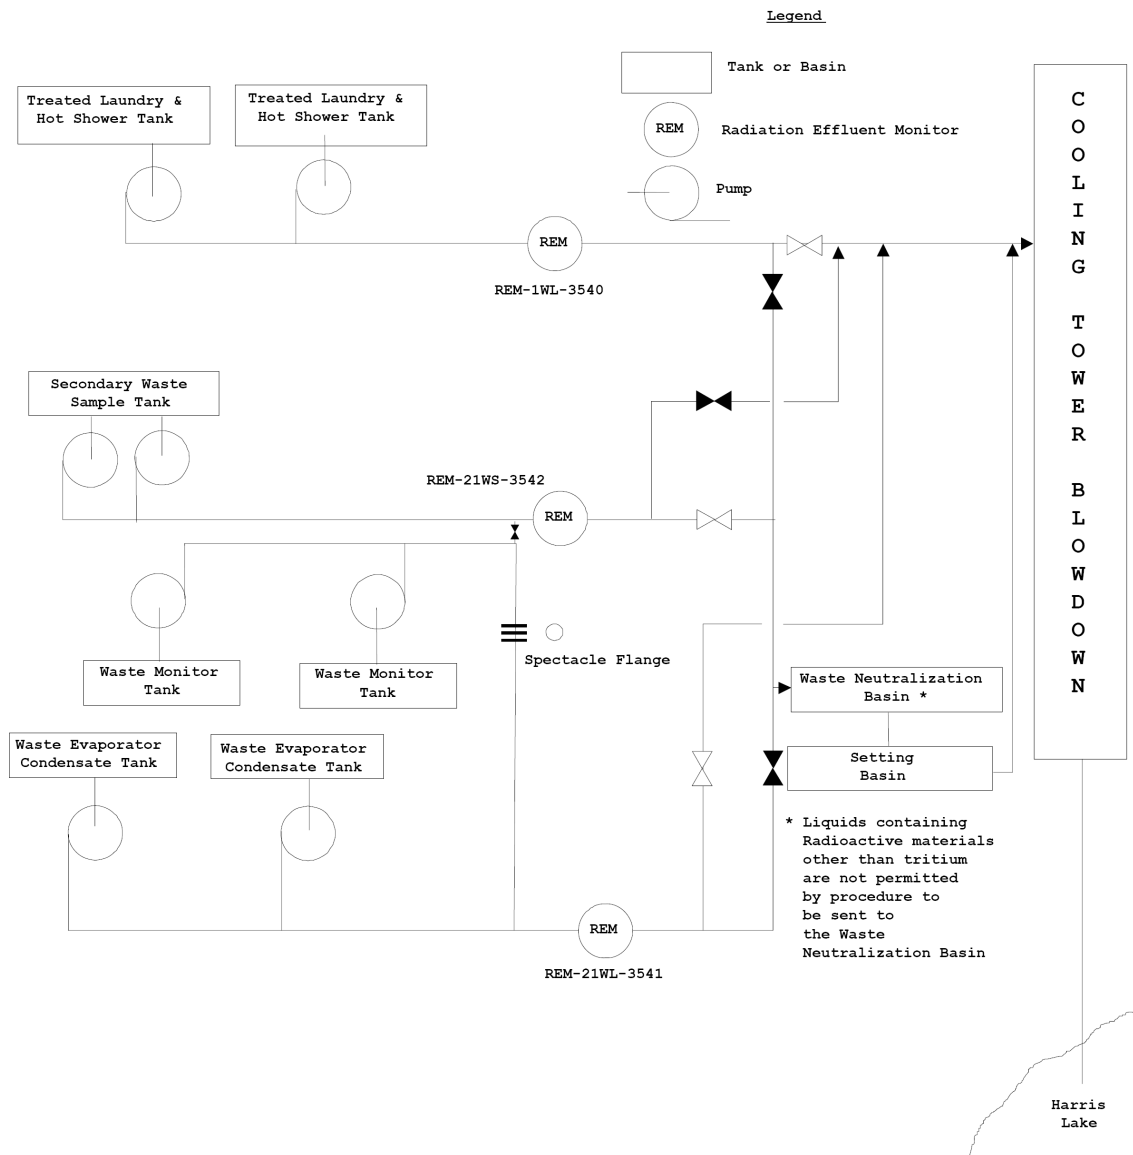 Legend
Tank or Basin
REM
Radiation Effluent Monitor
Pump
Treated Laundry &
Hot Shower Tank
Treated Laundry &
Hot Shower Tank
REM
REM-1WL-3540
COOLING TOWER BLOWDOWN
Secondary Waste
Sample Tank
REM-21WS-3542
REM
Spectacle Flange
Waste Monitor
Tank
Waste Monitor
Tank
Waste Neutralization
Basin *
Setting
Basin
Waste Evaporator
Condensate Tank
Waste Evaporator
Condensate Tank
* Liquids containing
Radioactive materials
other than tritium
are not permitted
by procedure to
be sent to
the Waste
Neutralization Basin
REM
REM-21WL-3541
Harris
Lake